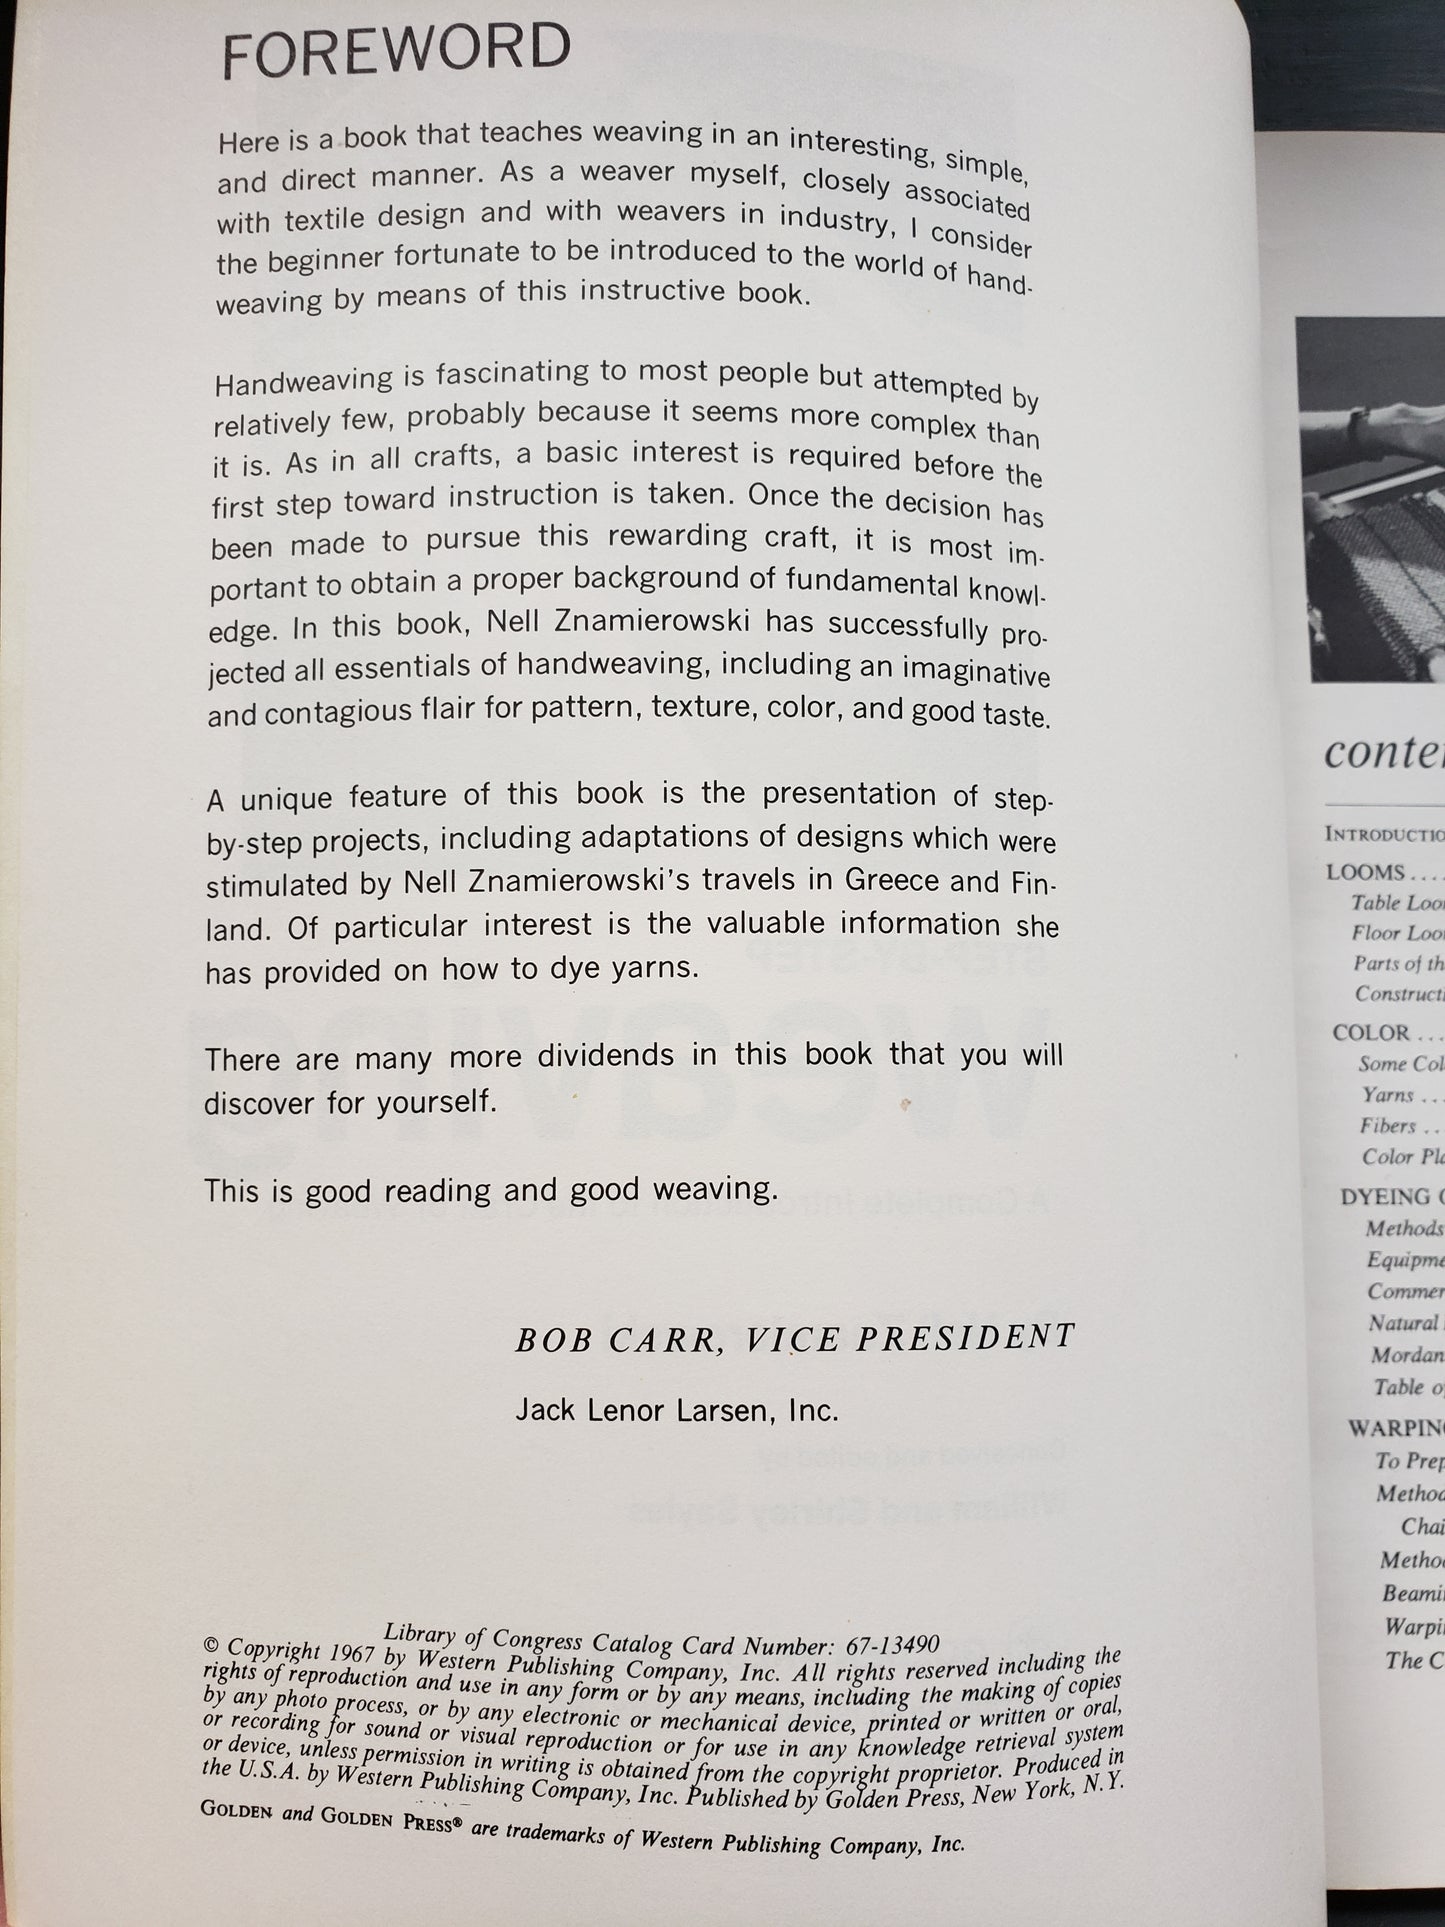 FOREWORD
Here is a book that teaches weaving in an interesting, simple,
and direct manner. As a weaver myself, closely associated
with textile design and with weavers in industry, I consider
the beginner fortunate to be introduced to the world of hand-
weaving by means of this instructive book.
Handweaving is fascinating to most people but attempted by
relatively few, probably because it seems more complex than
it is. As in all crafts, a basic interest is required before the
first step toward instruction is taken. Once the decision has
been made to pursue this rewarding craft, it is most im-
portant to obtain a proper background of fundamental knowl-
edge. In this book, Nell Znamierowski has successfully pro-
jected all essentials of handweaving, including an imaginative
and contagious flair for pattern, texture, color, and good taste.
A unique feature of this book is the presentation of step-
by-step projects, including adaptations of designs which were
stimulated by Nell Znamierowski's travels in Greece and Fin-
land. Of particular interest is the valuable information she
has provided on how to dye yarns.
There are many more dividends in this book that you will
discover for yourself.
This is good reading and good weaving.
BOB CARR, VICE PRESIDENT
Jack Lenor Larsen, Inc.
Library of Congress Catalog Card Number: 67-13490
© Copyright 1967 by Western Publishing Company, Inc. All rights reserved including the
rights of reproduction and use in any form or by any means, including the making of copies
by any photo process, or by any electronic or mechanical device, printed or written or oral,
or recording for sound or visual reproduction or for use in any knowledge retrieval system
or device, unless permission in writing is obtained from the copyright proprietor. Produced in
the U.S.A. by Western Publishing Company, Inc. Published by Golden Press, New York, N.Y.
GOLDEN and GOLDEN PRESS® are trademarks of Western Publishing Company, Inc.
LOOMS....
Table
Floor
Parts of
COLOR ...
Some
Yarns ..
Fibers ..
Color
DYEING
Methods
Natural
Table
To
The